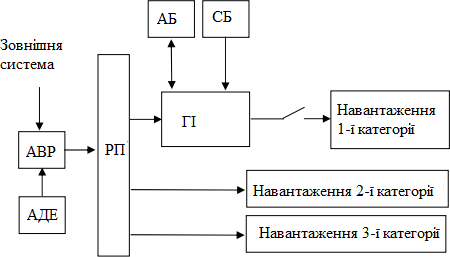 АБ
СБ
Зовнішня
система
ГІ
Навантаження
1-ї категорії
АВР
РП
Навантаження 2-ї категорії
АДЕ
Навантаження 3-ї категорії